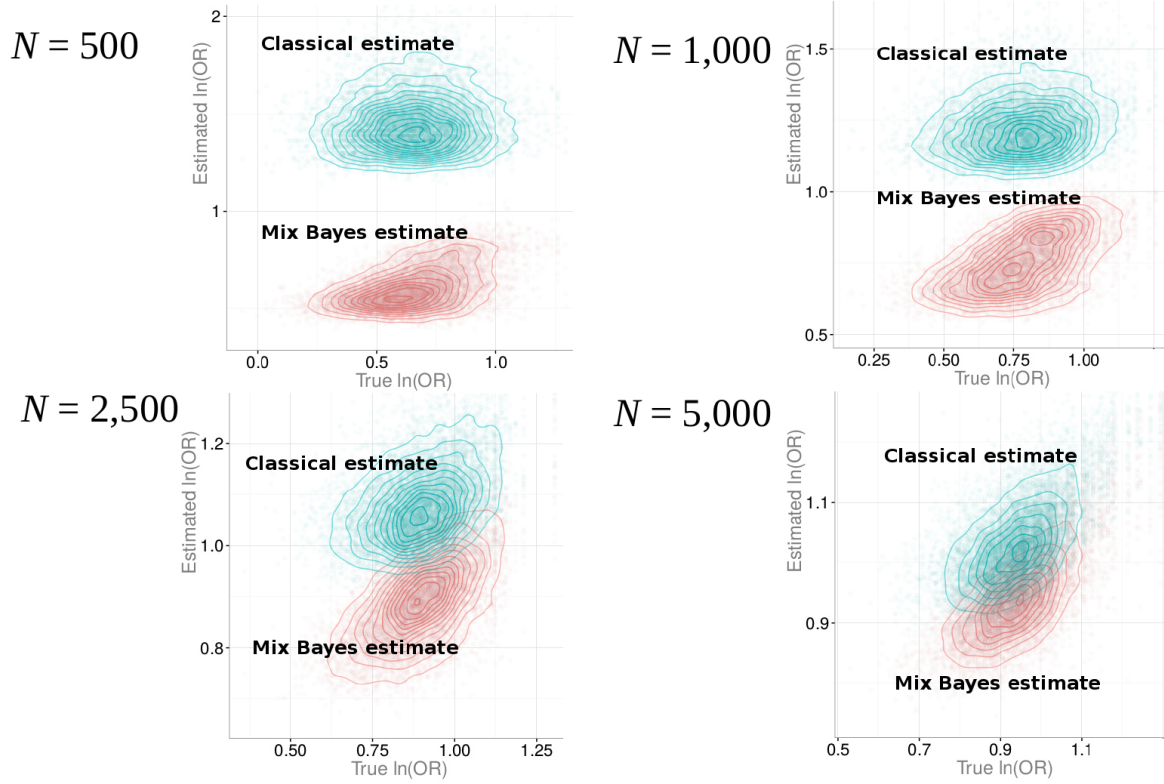 N = 500
2
1
Estimated ln(OR)
Classical estimate
Mix Bayes estimate
0.0 0.5 1.0
True ln(OR)
N = 1,000
1.5
1.0
0.5
Estimated ln(OR)
Classical estimate
Mix Bayes estimate
0.25 0.50 0.75 1.00
True ln(OR)
N = 2,500
1.2
1.0
0.8
Estimated ln(OR)
Classical estimate
Mix Bayes estimate
0.50 0.75 1.00 1.25
True ln(OR)
N = 5,000
1.1
0.9
Estimated ln(OR)
Classical estimate
Mix Bayes estimate
0.5 0.7 0.9 1.1
True ln(OR)